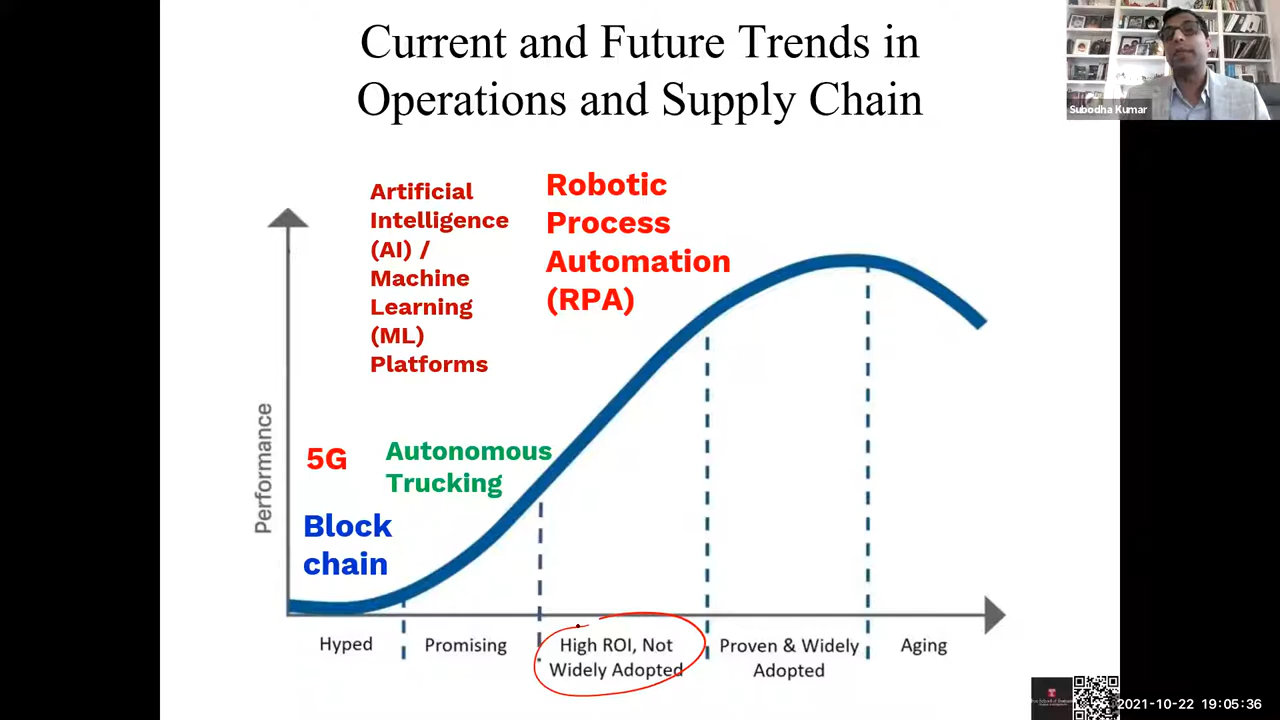 Current and Future Trends in
Operations and Supply Chain
Subodha Kumar
Artificial
Intelligence
(AI) /
Machine
Learning
(ML)
Platforms
Robotic
Process
Automation
(RPA)
5G
Autonomous
Trucking
Block
chain
Performance
Hyped
Promising
High ROI, Not
Widely Adopted
Proven & Widely
Adopted
Aging
2021-10-22 19:05:36